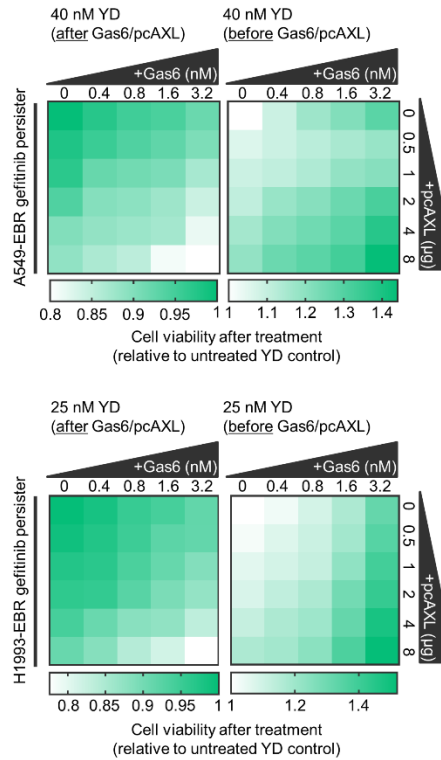 40 nM YD
(after Gas6/pcAXL)
40 nM YD
(before Gas6/pcAXL)
+Gas6 (nM)
+Gas6 (nM)
0 0.4 0.8 1.6 3.2
0 0.4 0.8 1.6 3.2
A549-EBR gefitinib persister
0
0.5
1
2
4
8
+pcAXL (µg)
0.8 0.85 0.9 0.95 1
1 1.1 1.2 1.3 1.4
Cell viability after treatment
(relative to untreated YD control)
25 nM YD
(after Gas6/pcAXL)
25 nM YD
(before Gas6/pcAXL)
+Gas6 (nM)
+Gas6 (nM)
0 0.4 0.8 1.6 3.2
0 0.4 0.8 1.6 3.2
H1993-EBR gefitinib persister
0
0.5
1
2
4
8
+pcAXL (µg)
0.8 0.85 0.9 0.95 1
1 1.2 1.4
Cell viability after treatment
(relative to untreated YD control)